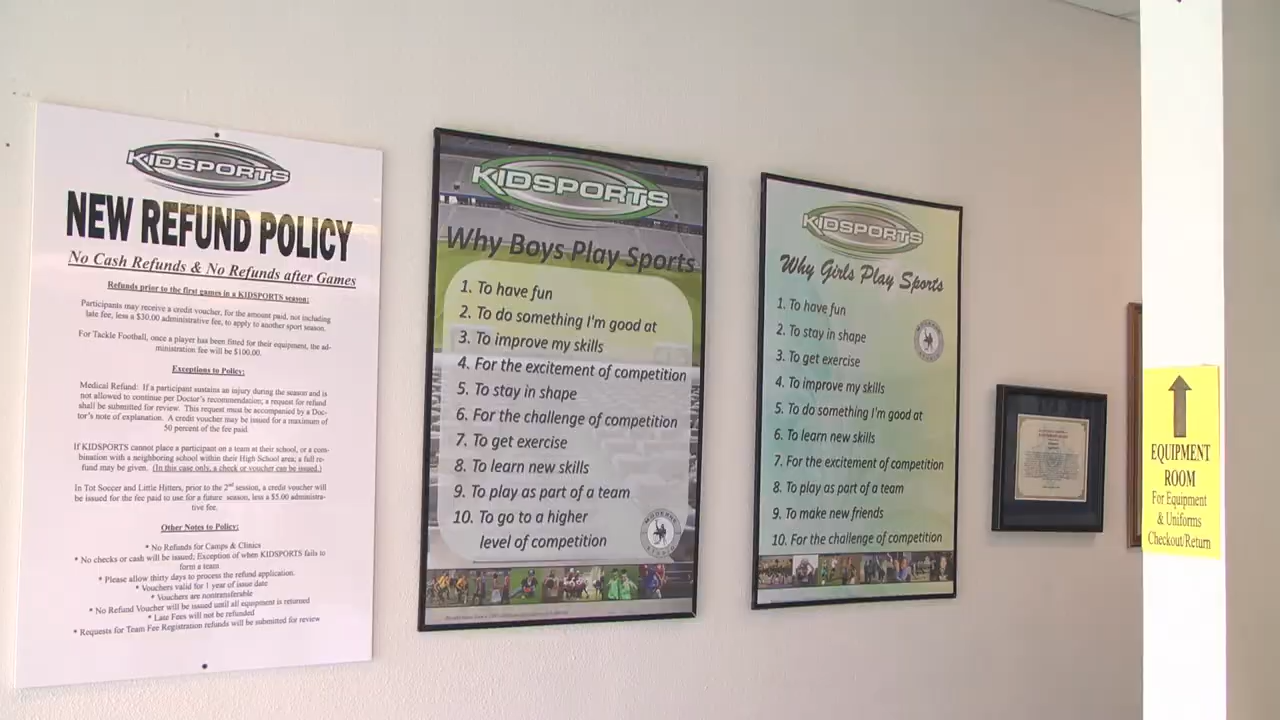 KIDSPORTS
NEW REFUND POLICY
No Cash Refunds & No Refunds after Games
Refunds prior to the first games in a KIDSPORTS season:
Participants may receive a credit voucher, for the amount paid, not including
late fee, less a $30.00 administrative fee, to apply to another sport season.
For Tackle Football, once a player has been fitted for their equipment, the ad-
ministration fee will be $100.00.
Exceptions to Policy:
Medical Refund: If a participant sustains an injury during the season and is
not allowed to continue per Doctor's recommendation; a request for refund
shall be submitted for review. This request must be accompanied by a Doc-
tor's note of explanation. A credit voucher may be issued for a maximum of
50 percent of the fee paid.
If KIDSPORTS cannot place a participant on a team at their school, or a com-
bination with a neighboring school within their High School area; a full re-
fund may be given. (In this case only, a check or voucher can be issued.)
In Tot Soccer and Little Hitters, prior to the 2nd session, a credit voucher will
be issued for the fee paid to use for a future season, less a $5.00 administra-
tive fee.
Other Notes to Policy:
* No Refunds for Camps & Clinics
* No checks or cash will be issued; Exception of when KIDSPORTS fails to
form a team
* Please allow thirty days to process the refund application.
* Vouchers valid for 1 year of issue date
* Vouchers are nontransferable
* No Refund Voucher will be issued until all equipment is returned
* Late Fees will not be refunded
* Requests for Team Fee Registration refunds will be submitted for review
KIDSPORTS
Why Boys Play Sports
1. To have fun
2. To do something I'm good at
3. To improve my skills
4. For the excitement of competition
5. To stay in shape
6. For the challenge of competition
7. To get exercise
8. To learn new skills
9. To play as part of a team
10. To go to a higher
level of competition
KIDSPORTS
Why Girls Play Sports
1. To have fun
2. To stay in shape
3. To get exercise
4. To improve my skills
5. To do something I'm good at
6. To learn new skills
7. For the excitement of competition
8. To play as part of a team
9. To make new friends
10. For the challenge of competition
EQUIPMENT
ROOM
For Equipment
& Uniforms
Checkout/Return